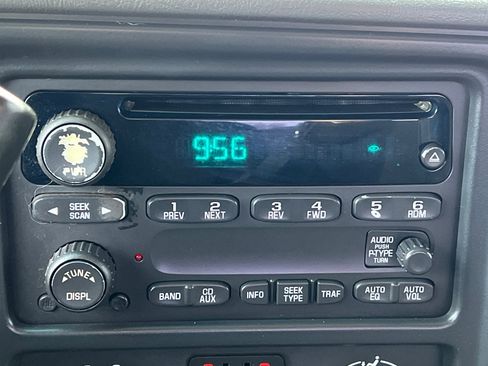 956
PWR
SEEK SCAN
1 PREV 2 NEXT 3 REV 4 FWD 5 6 RDM
AUDIO
PUSH
P-TYPE
TURN
TUNE
DISPL
BAND CD AUX INFO SEEK TYPE TRAF AUTO EQ AUTO VOL